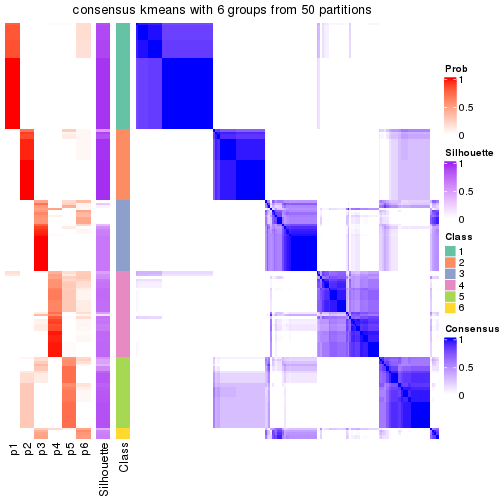 consensus kmeans with 6 groups from 50 partitions
Prob
1
0.5
0
Silhouette
1
0.5
0
Class
1
2
3
4
5
6
Consensus
1
0.5
0
p1
p2
p3
p4
p5
p6
Silhouette
Class